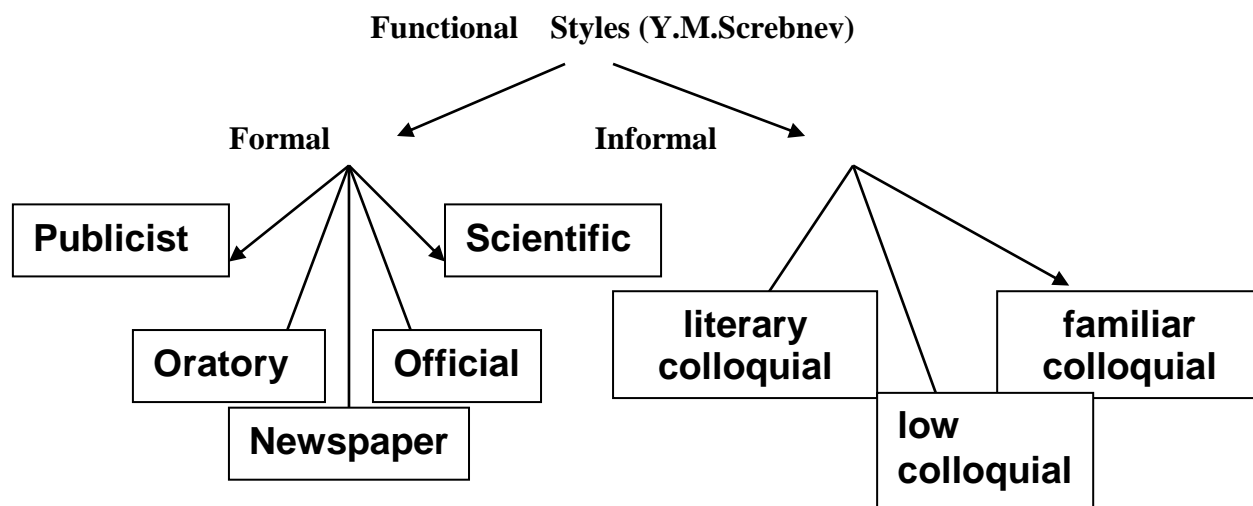 Functional Styles (Y.M.Screbnev)
Formal
Informal
Publicist
Scientific
Oratory
Official
Newspaper
literary
colloquial
low
colloquial
familiar
colloquial